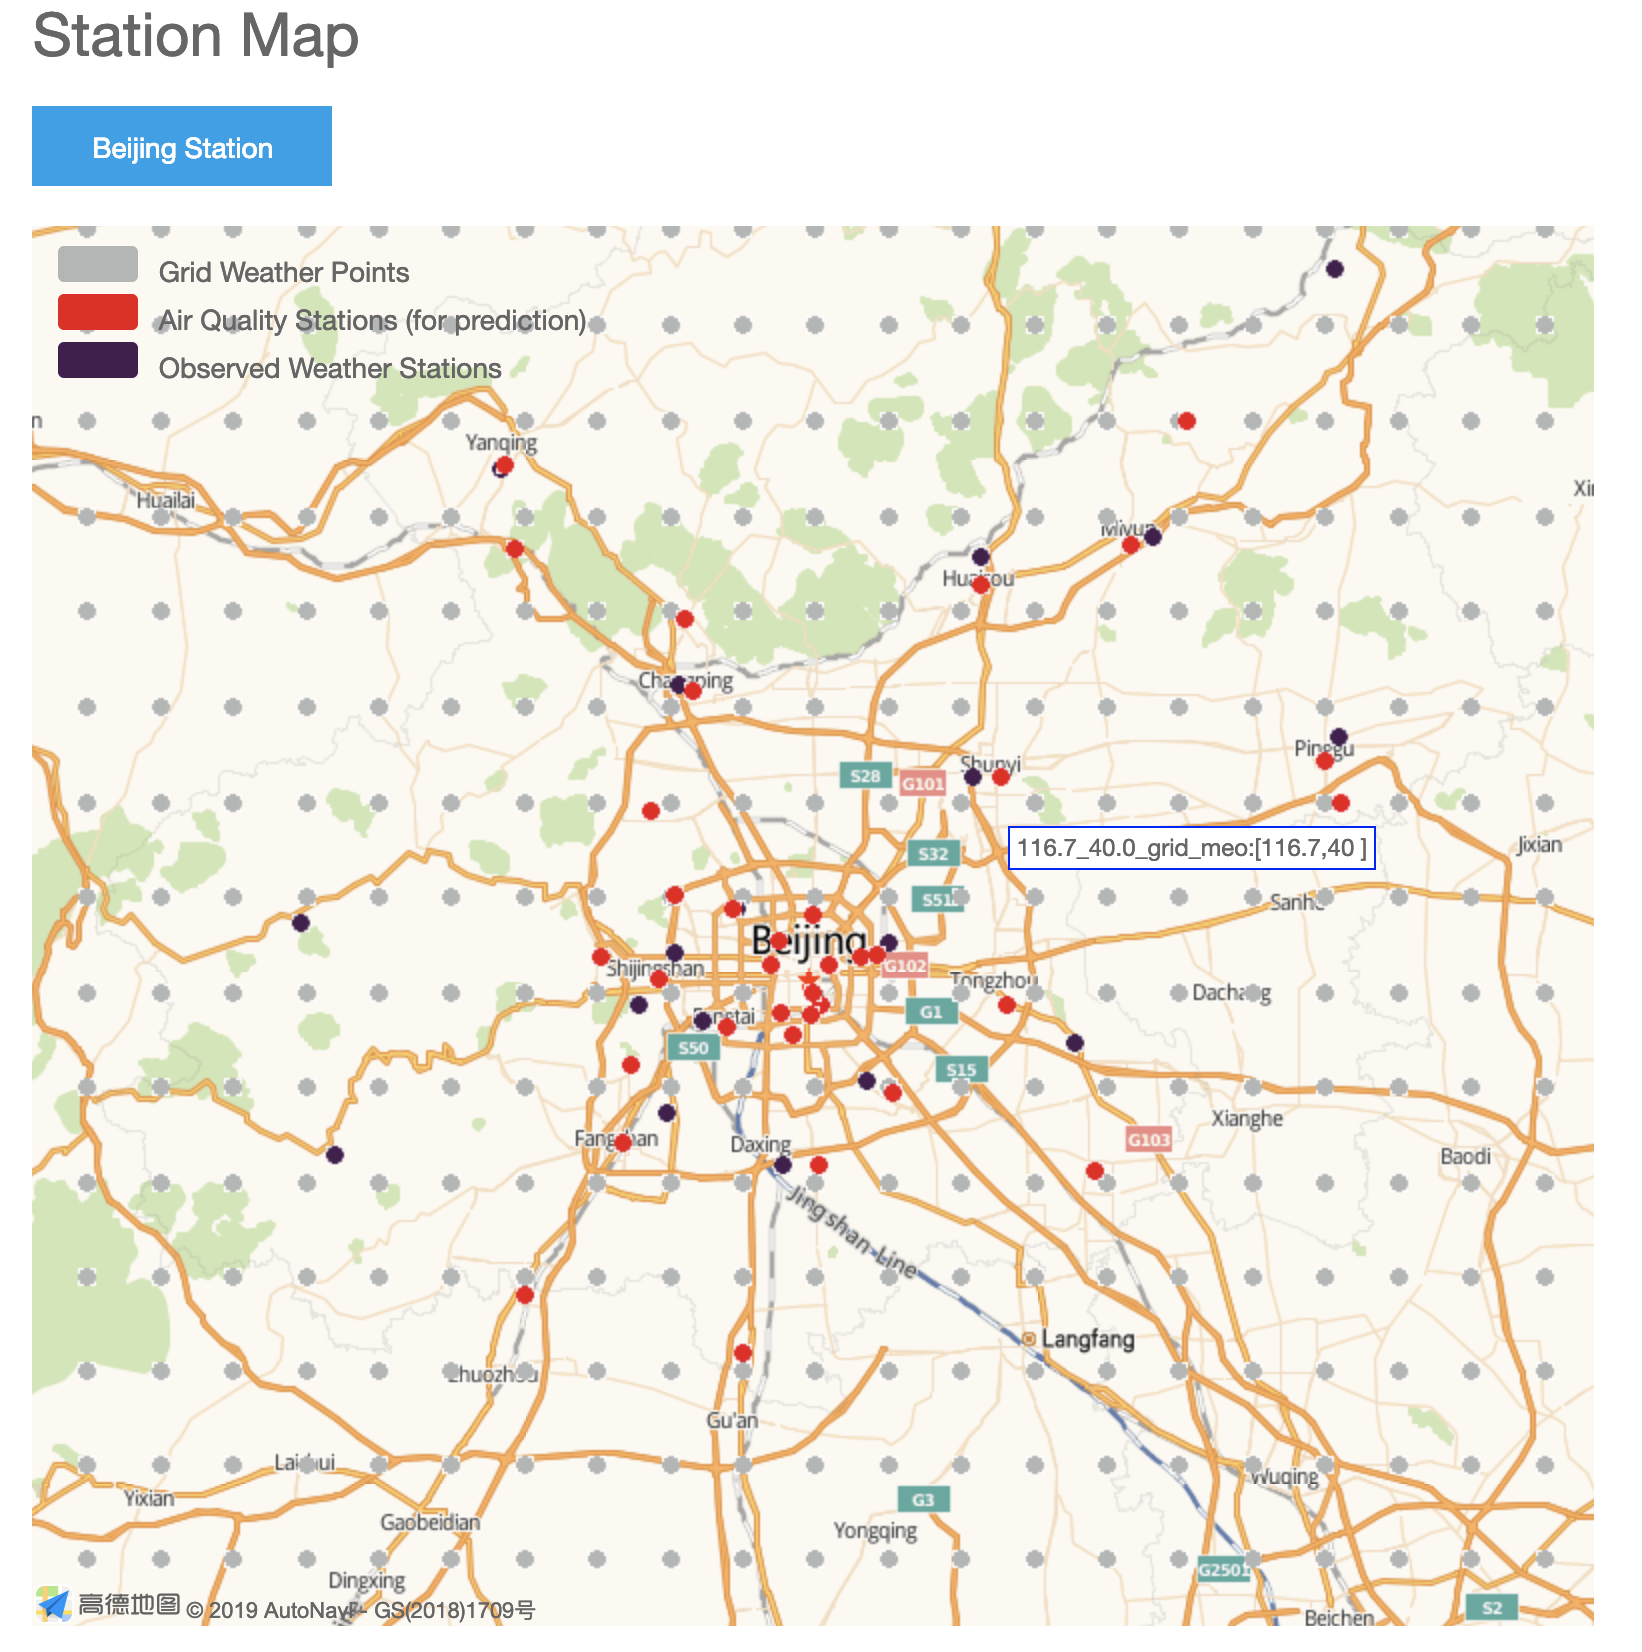 Station Map
Beijing Station
Grid Weather Points
Air Quality Stations (for prediction)
Observed Weather Stations
n
Yanqing
Huailai
Xi
Miyun
Huairou
Changping
Shunyi
Pinggu
S28
G101
S32
116.7_40.0_grid_meo:[116.7,40 ]
Jixian
S51
Sanhe
Beijing
Shijingshan
G102
Tongzhou
Dachang
Fengtai
G1
S50
S15
Xianghe
Fangshan
Daxing
G103
Baodi
Jingshan Line
Langfang
Zhuozhou
Gu'an
Laishui
Wuqing
Yixian
G3
Gaobeidian
Yongqing
G2501
Dingxing
高德地图 © 2019 AutoNavi - GS(2018)1709号
S2
Beichen